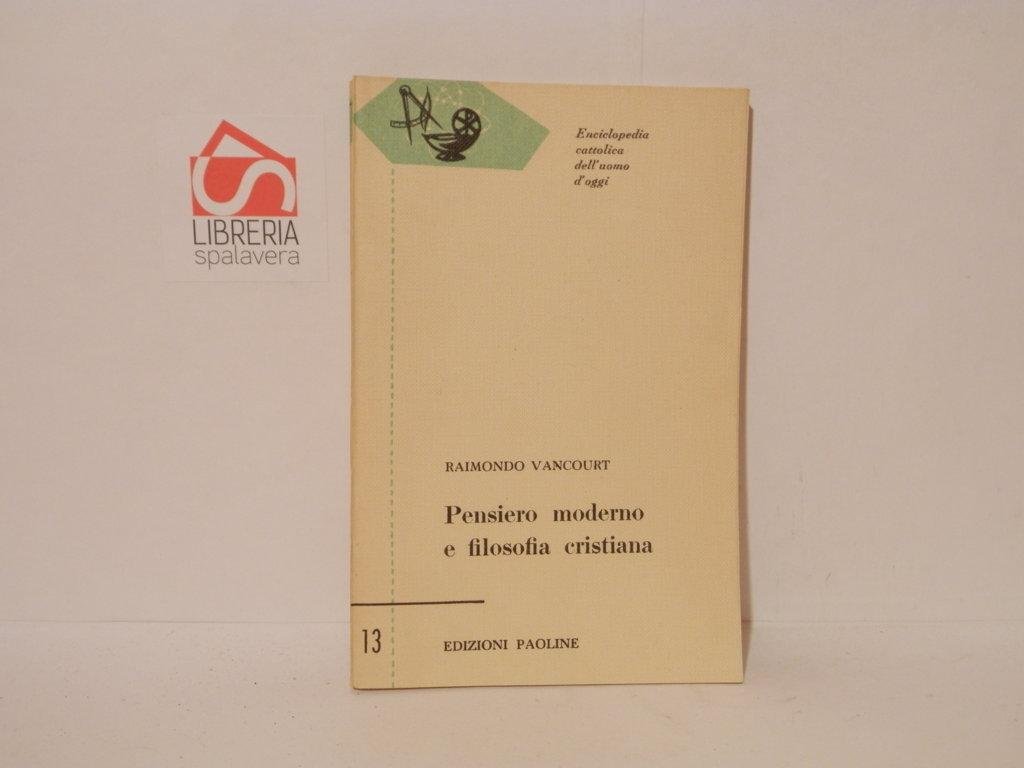 LIBRERIA
spalavera
Enciclopedia
cattolica
dell'uomo
d'oggi
RAIMONDO VANCOURT
Pensiero moderno
e filosofia cristiana
13
EDIZIONI PAOLINE